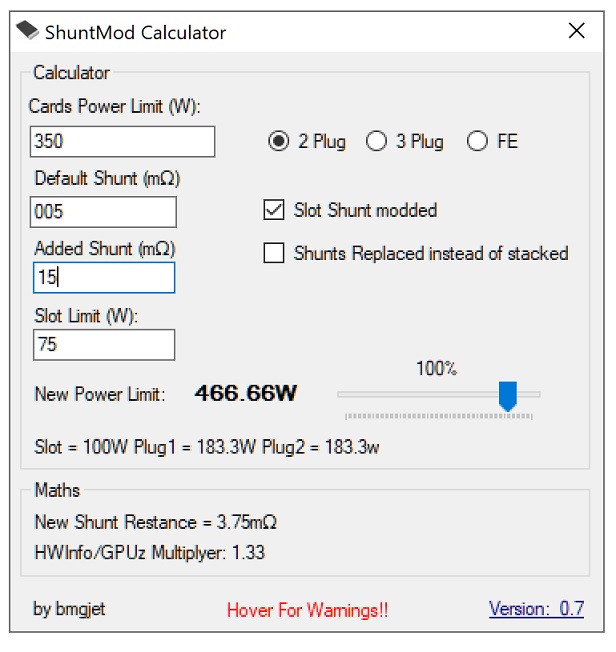 ShuntMod Calculator
Calculator
Cards Power Limit (W):
350
2 Plug
3 Plug
FE
Default Shunt (mΩ)
005
Slot Shunt modded
Added Shunt (mΩ)
15
Shunts Replaced instead of stacked
Slot Limit (W):
75
100%
New Power Limit: 466.66W
Slot = 100W Plug1 = 183.3W Plug2 = 183.3w
Maths
New Shunt Restance = 3.75mΩ
HWInfo/GPUz Multiplyer: 1.33
by bmgjet
Hover For Warnings!!
Version: 0.7